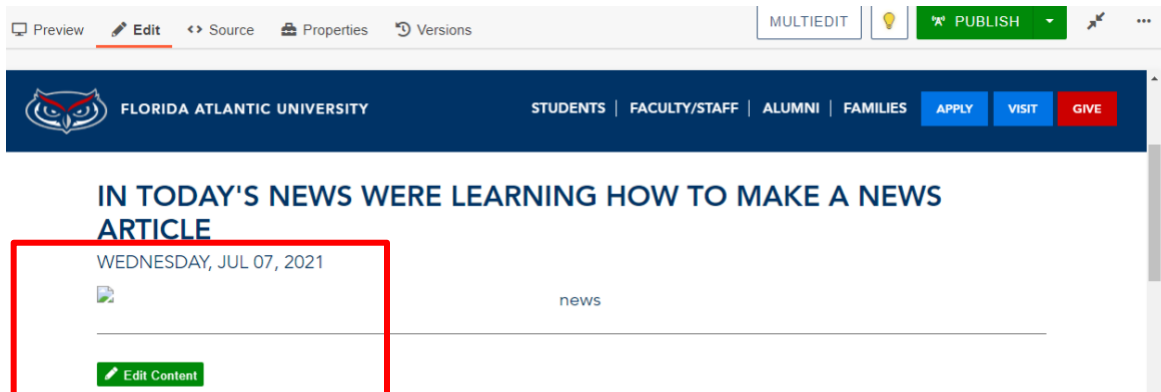 Preview Edit <> Source Properties Versions MULTIEDIT PUBLISH ...
FLORIDA ATLANTIC UNIVERSITY STUDENTS | FACULTY/STAFF | ALUMNI | FAMILIES APPLY VISIT GIVE
IN TODAY'S NEWS WERE LEARNING HOW TO MAKE A NEWS
ARTICLE
WEDNESDAY, JUL 07, 2021
news
Edit Content